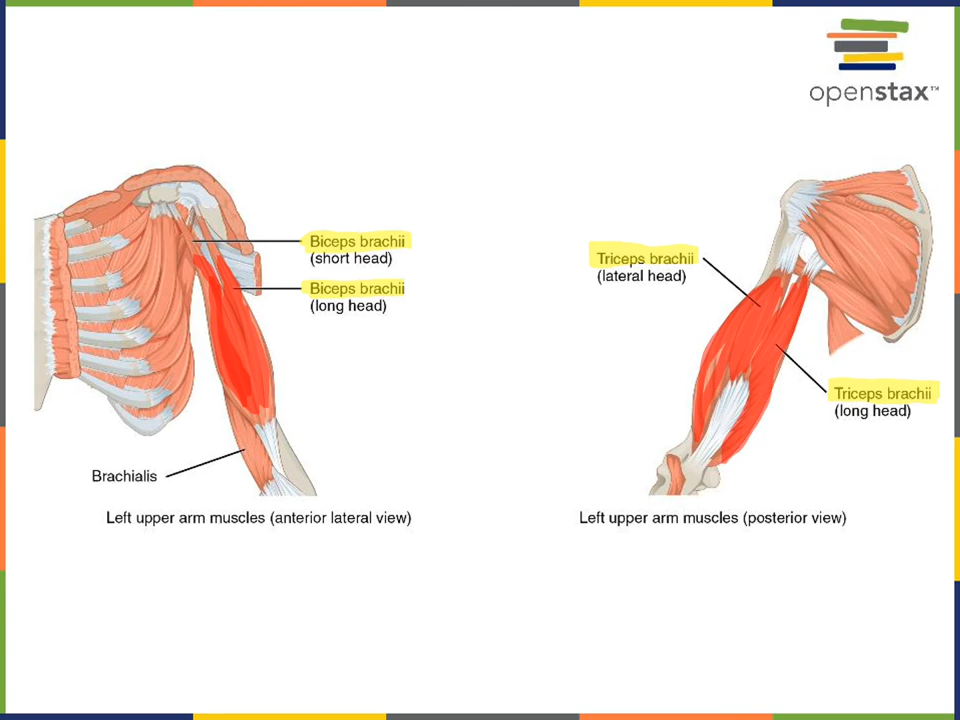 openstax™
Biceps brachii
(short head)
Biceps brachii
(long head)
Brachialis
Left upper arm muscles (anterior lateral view)
Triceps brachii
(lateral head)
Triceps brachii
(long head)
Left upper arm muscles (posterior view)